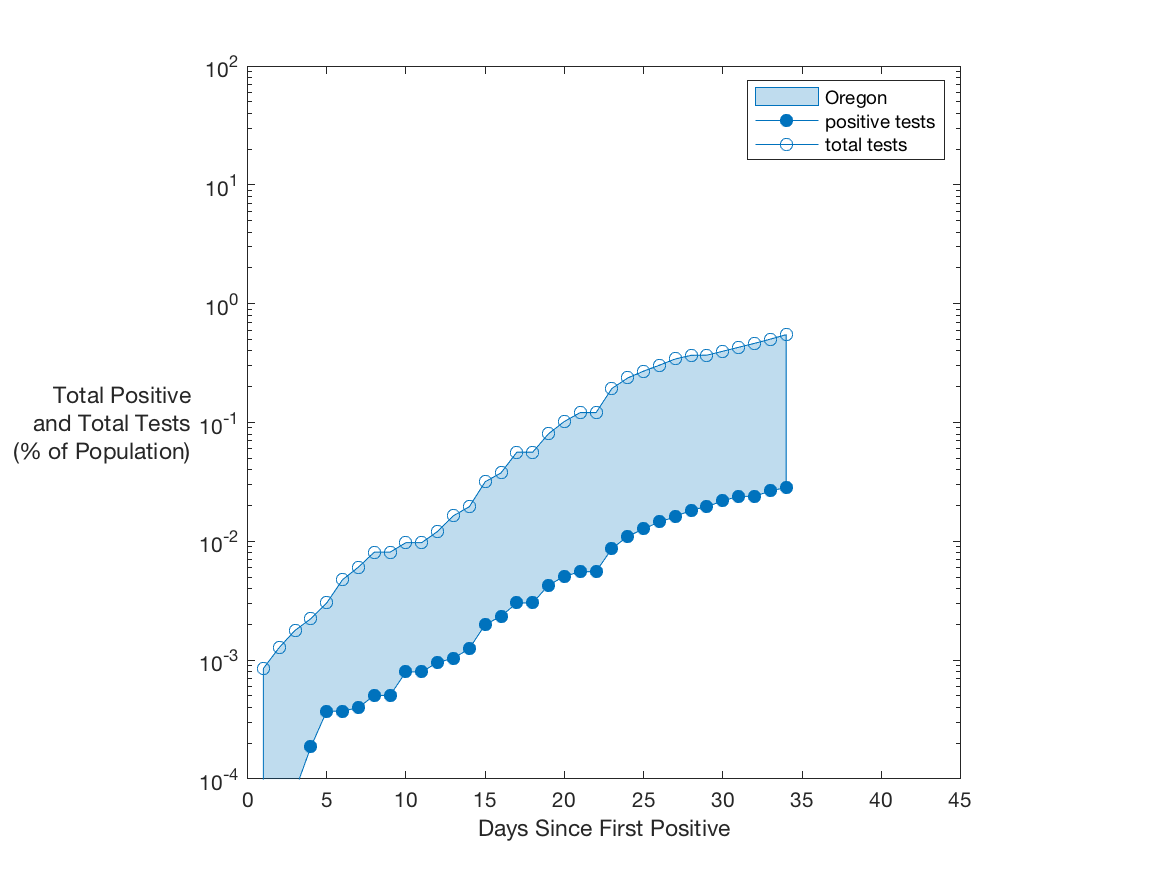 10^2
10^1
10^0
10^-1
10^-2
10^-3
10^-4
Total Positive
and Total Tests
(% of Population)
Oregon
positive tests
total tests
0 5 10 15 20 25 30 35 40 45
Days Since First Positive